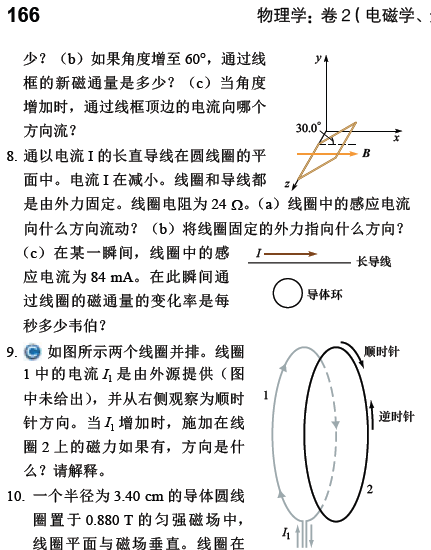 166
物理学：卷 2 ( 电磁学、
少？（b）如果角度增至 60°，通过线
框的新磁通量是多少？（c）当角度
增加时，通过线框顶边的电流向哪个
方向流？
y
30.0°
x
B
z
8. 通以电流 I 的长直导线在圆线圈的平
面中。电流 I 在减小。线圈和导线都
是由外力固定。线圈电阻为 24 Ω。（a）线圈中的感应电流
向什么方向流动？（b）将线圈固定的外力指向什么方向？
（c）在某一瞬间，线圈中的感
应电流为 84 mA。在此瞬间通
过线圈的磁通量的变化率是每
秒多少韦伯？
I
长导线
导体环
9. C 如图所示两个线圈并排。线圈
1 中的电流 I₁ 是由外源提供（图
中未给出），并从右侧观察为顺时
针方向。当 I₁ 增加时，施加在线
圈 2 上的磁力如果有，方向是什
么？请解释。
顺时针
1
逆时针
2
I₁
10. 一个半径为 3.40 cm 的导体圆线
圈置于 0.880 T 的匀强磁场中，
线圈平面与磁场垂直。线圈在